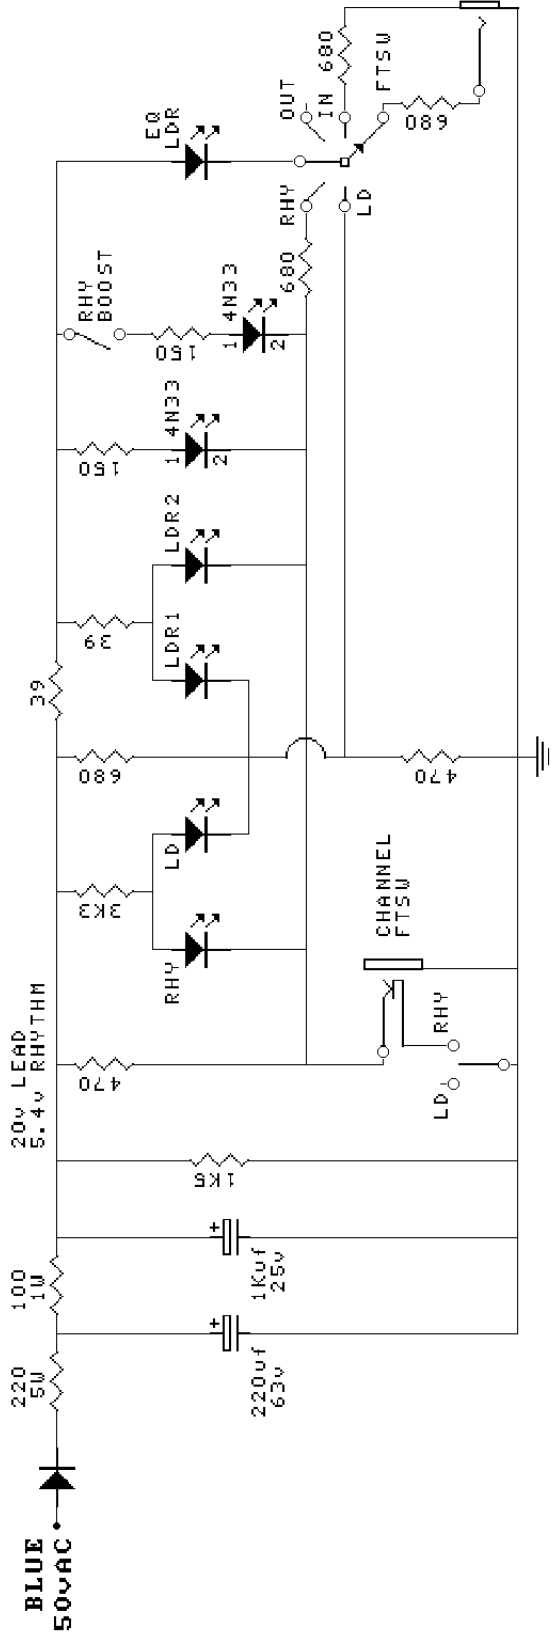 BLUE
50vAC
220
5W
220uf
63v
100
1W
1Kuf
25v
1K5
20v LEAD
5.4v RHYTHM
470
LD
RHY
CHANNEL
FTSW
RHY
3K3
LD
680
470
39
39
LDR1
LDR2
150
4N33
1
2
RHY
BOOST
150
4N33
1
2
680
EQ
LDR
RHY
LD
OUT
IN
FTSW
680
680